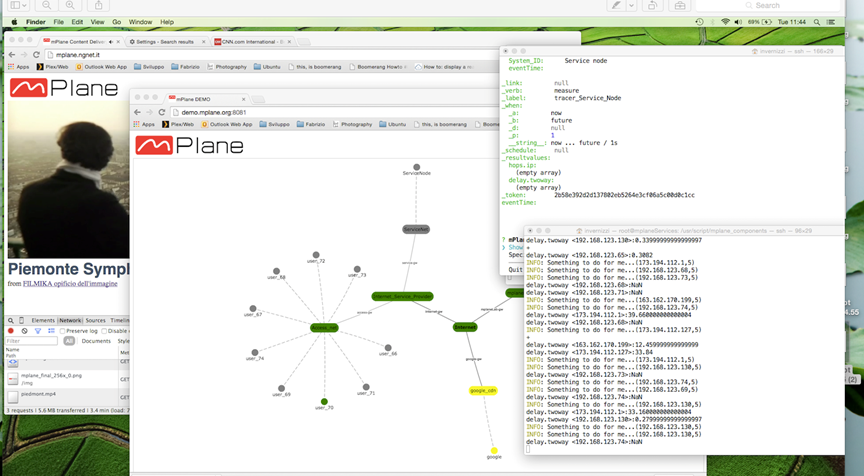 Search
Finder File Edit View Go Window Help
69% Tue 11:44
mPlane Content Deliver
Settings - Search results
CNN.com International - B
mplane.ngnet.it
Apps Plex/Web Outlook Web App Sviluppo Fabrizio Photography Ubuntu this, is boomerang Boomerang Howto How: to display a ro
mPlane
Piemonte Symph
from FILMIKA opificio dell'immagine
Elements Network Sources Timeline
Preserve log Disable
Filter All Documents Style
Name
Path
GET
mplane_final_256x_0.png
/img
GET
piedmont.mp4
GET
3 requests | 5.6 MB transferred | 3.4 min (load: 7
mPlane DEMO
demo.mplane.org:8081
Apps Plex/Web Outlook Web App Sviluppo Fabrizio Photography Ubuntu this, is boomerang Boome
mPlane
ServiceNode
ServiceNet
Internet_Service_Provider
Access_net
Internet
google_cdn
google
user_72
user_68
user_73
user_67
user_74
user_66
user_69
user_71
user_70
invernizzi — ssh — 166×29
System_ID: Service node
eventTime:
_link: null
_verb: measure
_label: tracer_Service_Node
_when:
_a: now
_b: future
_d: null
_p: 1
__string__: now ... future / 1s
_schedule: null
_resultvalues:
hops.ip:
(empty array)
delay.twoway:
(empty array)
_token: 2b58e392d2d137802eb5264e3cf06a5c00d0c1cc
eventTime:
? mPlan
Show
Spec
Quit
invernizzi — root@mplaneServices: /usr/script/mplane_components — ssh — 96×29
delay.twoway <192.168.123.130>:0.33999999999999997
+
delay.twoway <192.168.123.65>:0.3082
INFO: Something to do for me...(173.194.112.1,5)
INFO: Something to do for me...(192.168.123.68,5)
INFO: Something to do for me...(192.168.123.73,5)
delay.twoway <192.168.123.68>:NaN
delay.twoway <192.168.123.71>:NaN
INFO: Something to do for me...(163.162.170.199,5)
INFO: Something to do for me...(192.168.123.74,5)
delay.twoway <173.194.112.1>:39.660000000000004
INFO: Something to do for me...(173.194.112.127,5)
+
delay.twoway <163.162.170.199>:12.459999999999999
delay.twoway <173.194.112.127>:33.84
INFO: Something to do for me...(173.194.112.1,5)
INFO: Something to do for me...(192.168.123.130,5)
delay.twoway <192.168.123.73>:NaN
INFO: Something to do for me...(192.168.123.74,5)
INFO: Something to do for me...(192.168.123.69,5)
delay.twoway <192.168.123.74>:NaN
INFO: Something to do for me...(192.168.123.130,5)
delay.twoway <173.194.112.1>:33.160000000000004
delay.twoway <192.168.123.130>:0.27999999999999997
INFO: Something to do for me...(192.168.123.130,5)
INFO: Something to do for me...(192.168.123.130,5)
delay.twoway <192.168.123.74>:NaN